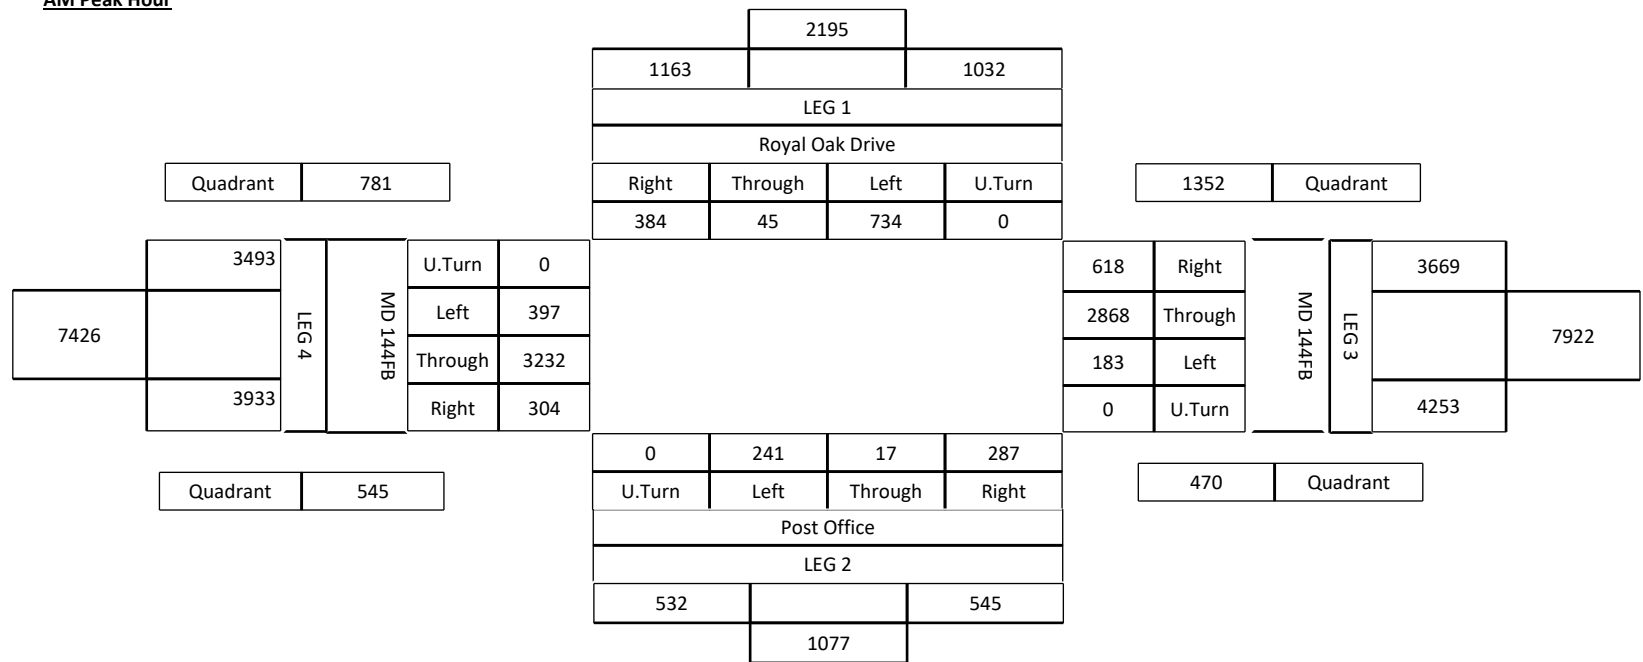 AM Peak Hour
2195
1163 1032
LEG 1
Royal Oak Drive
Quadrant 781
Right Through Left U.Turn
384 45 734 0
1352 Quadrant
3493
7426
3933
LEG 4
MD 144FB
U.Turn 0
Left 397
Through 3232
Right 304
618 Right
2868 Through
183 Left
0 U.Turn
MD 144FB
LEG 3
3669
7922
4253
Quadrant 545
0 241 17 287
U.Turn Left Through Right
470 Quadrant
Post Office
LEG 2
532 545
1077